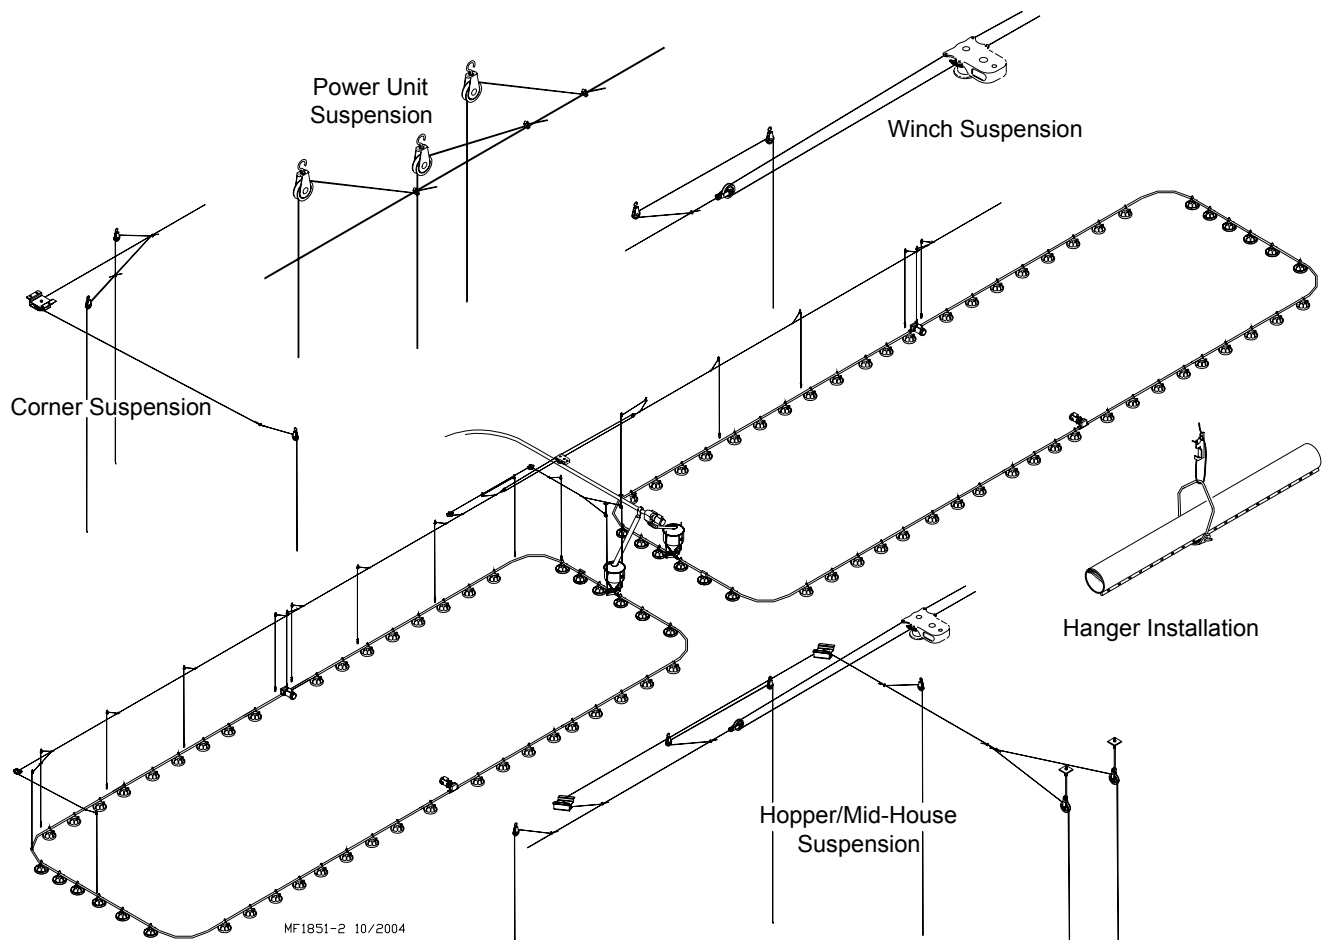 Power Unit
Suspension
Winch Suspension
Corner Suspension
Hanger Installation
Hopper/Mid-House
Suspension
MF1851-2 10/2004